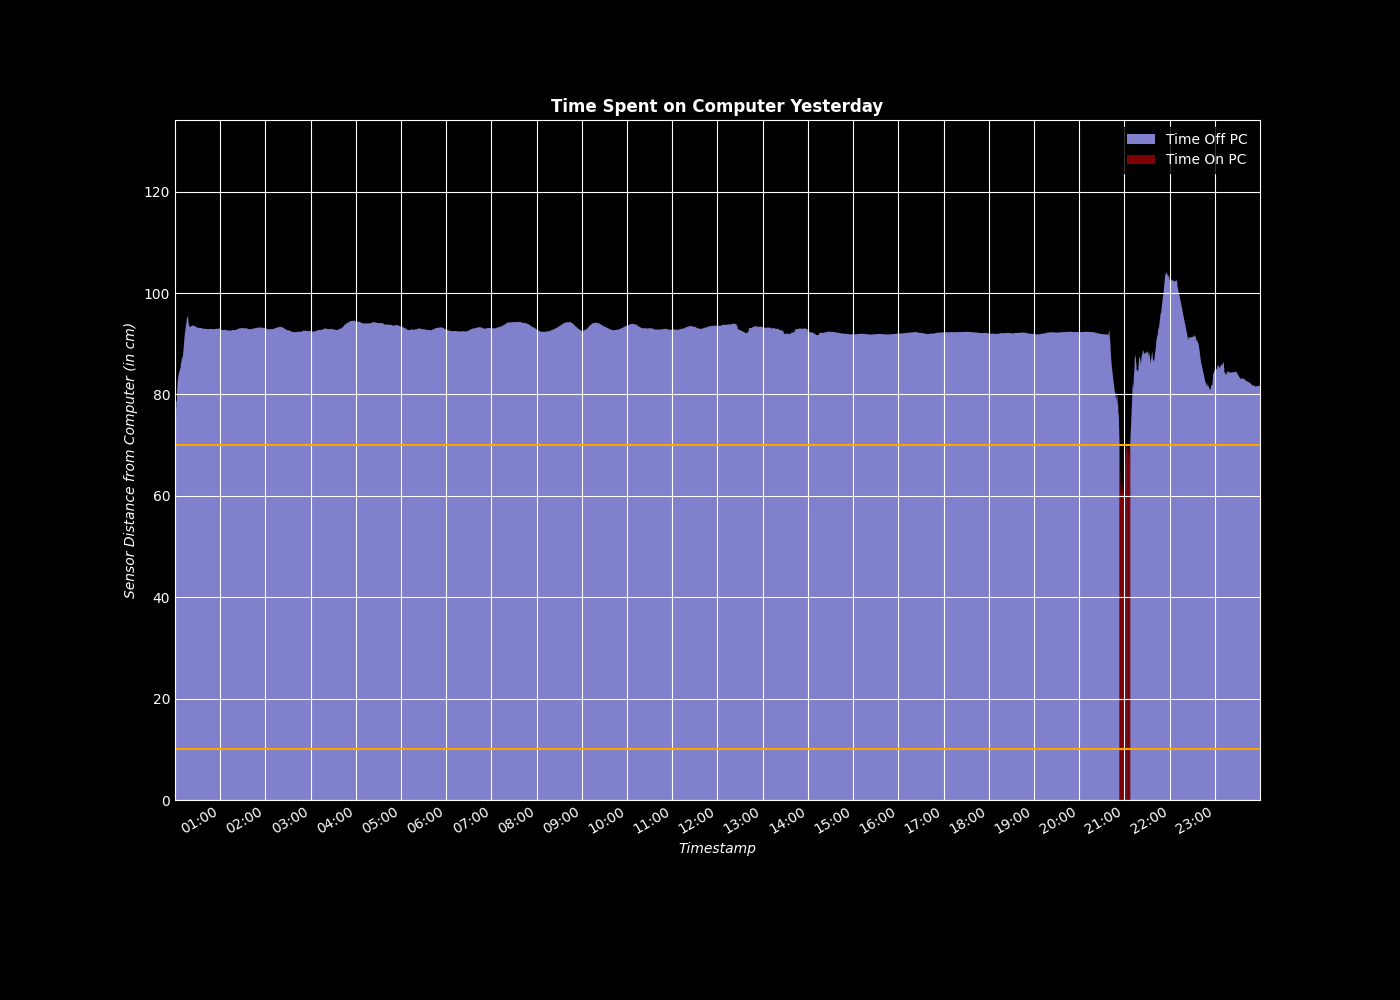 Time Spent on Computer Yesterday
Time Off PC
Time On PC
120
100
80
60
40
20
0
Sensor Distance from Computer (in cm)
01:00 02:00 03:00 04:00 05:00 06:00 07:00 08:00 09:00 10:00 11:00 12:00 13:00 14:00 15:00 16:00 17:00 18:00 19:00 20:00 21:00 22:00 23:00
Timestamp